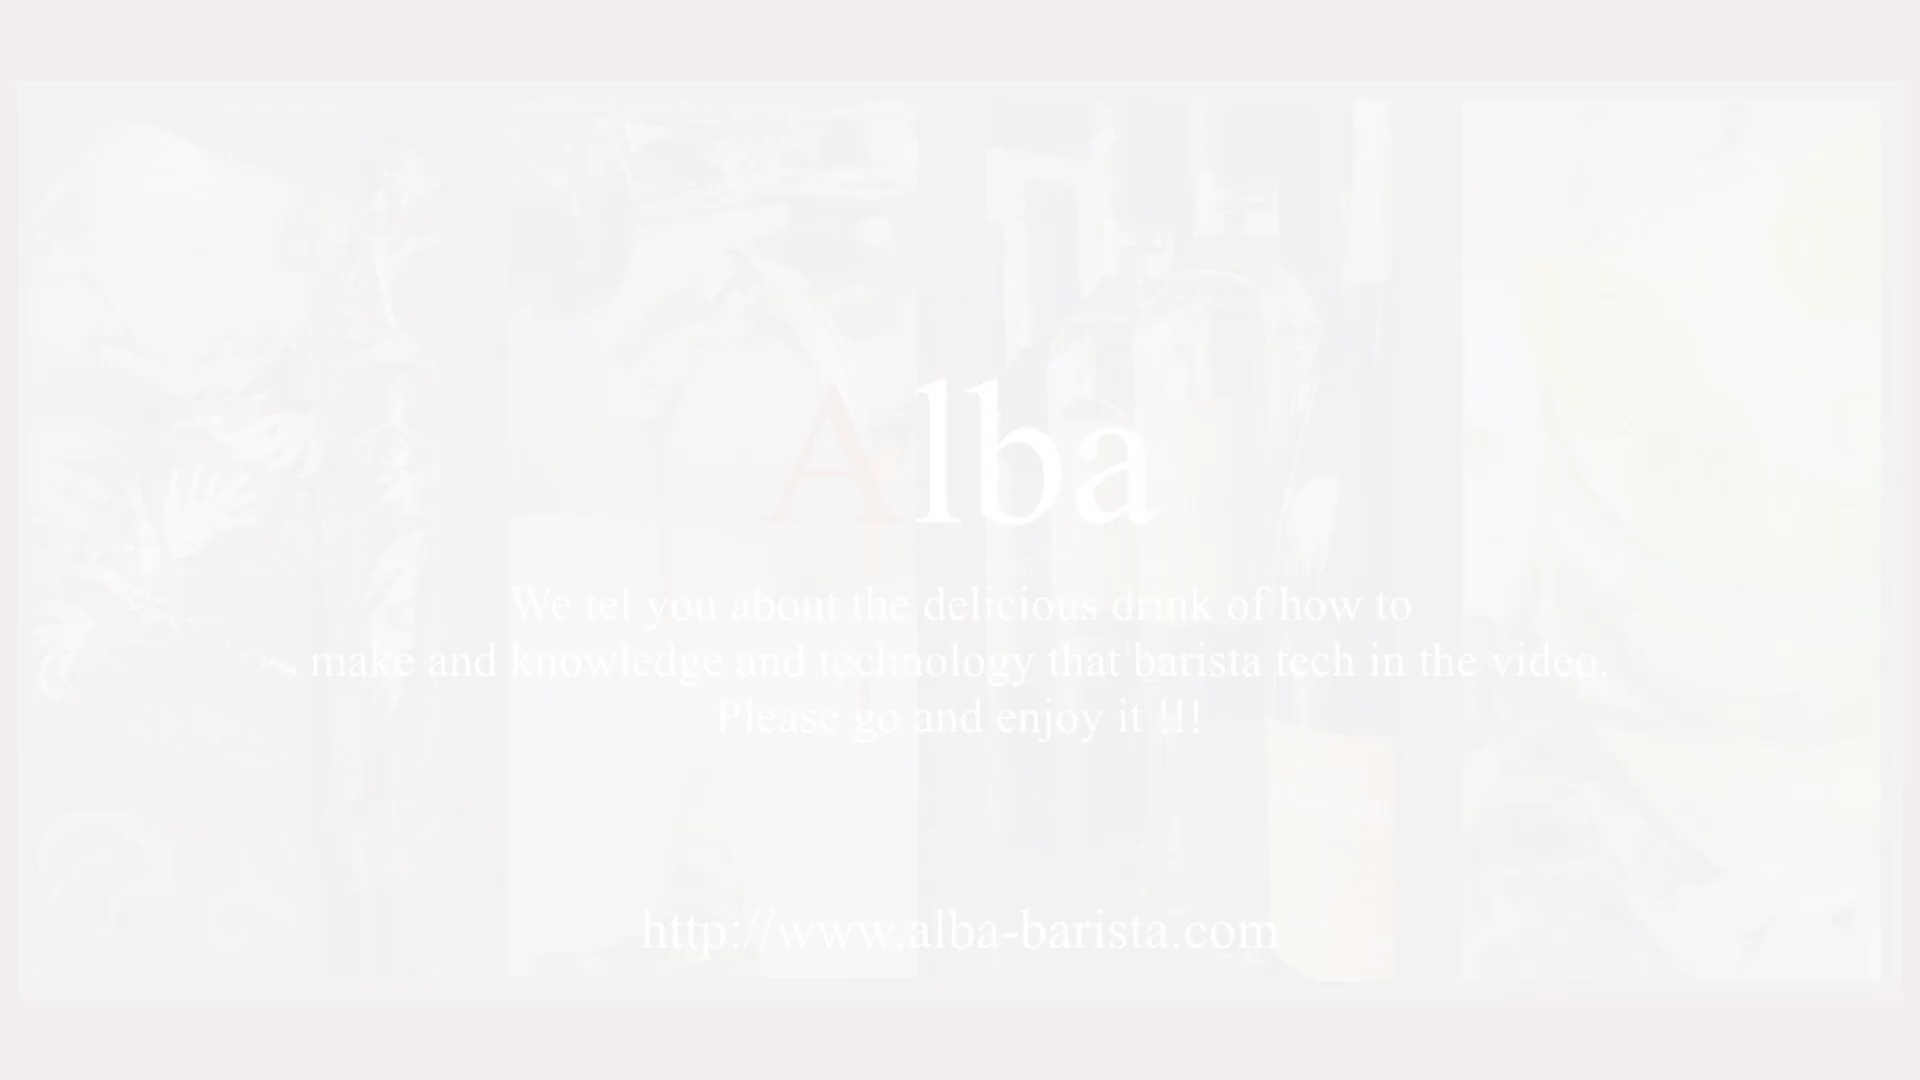 Alba
We tel you about the delicious drink of how to
make and knowledge and technology that barista tech in the video.
Please go and enjoy it !!!
http://www.alba-barista.com